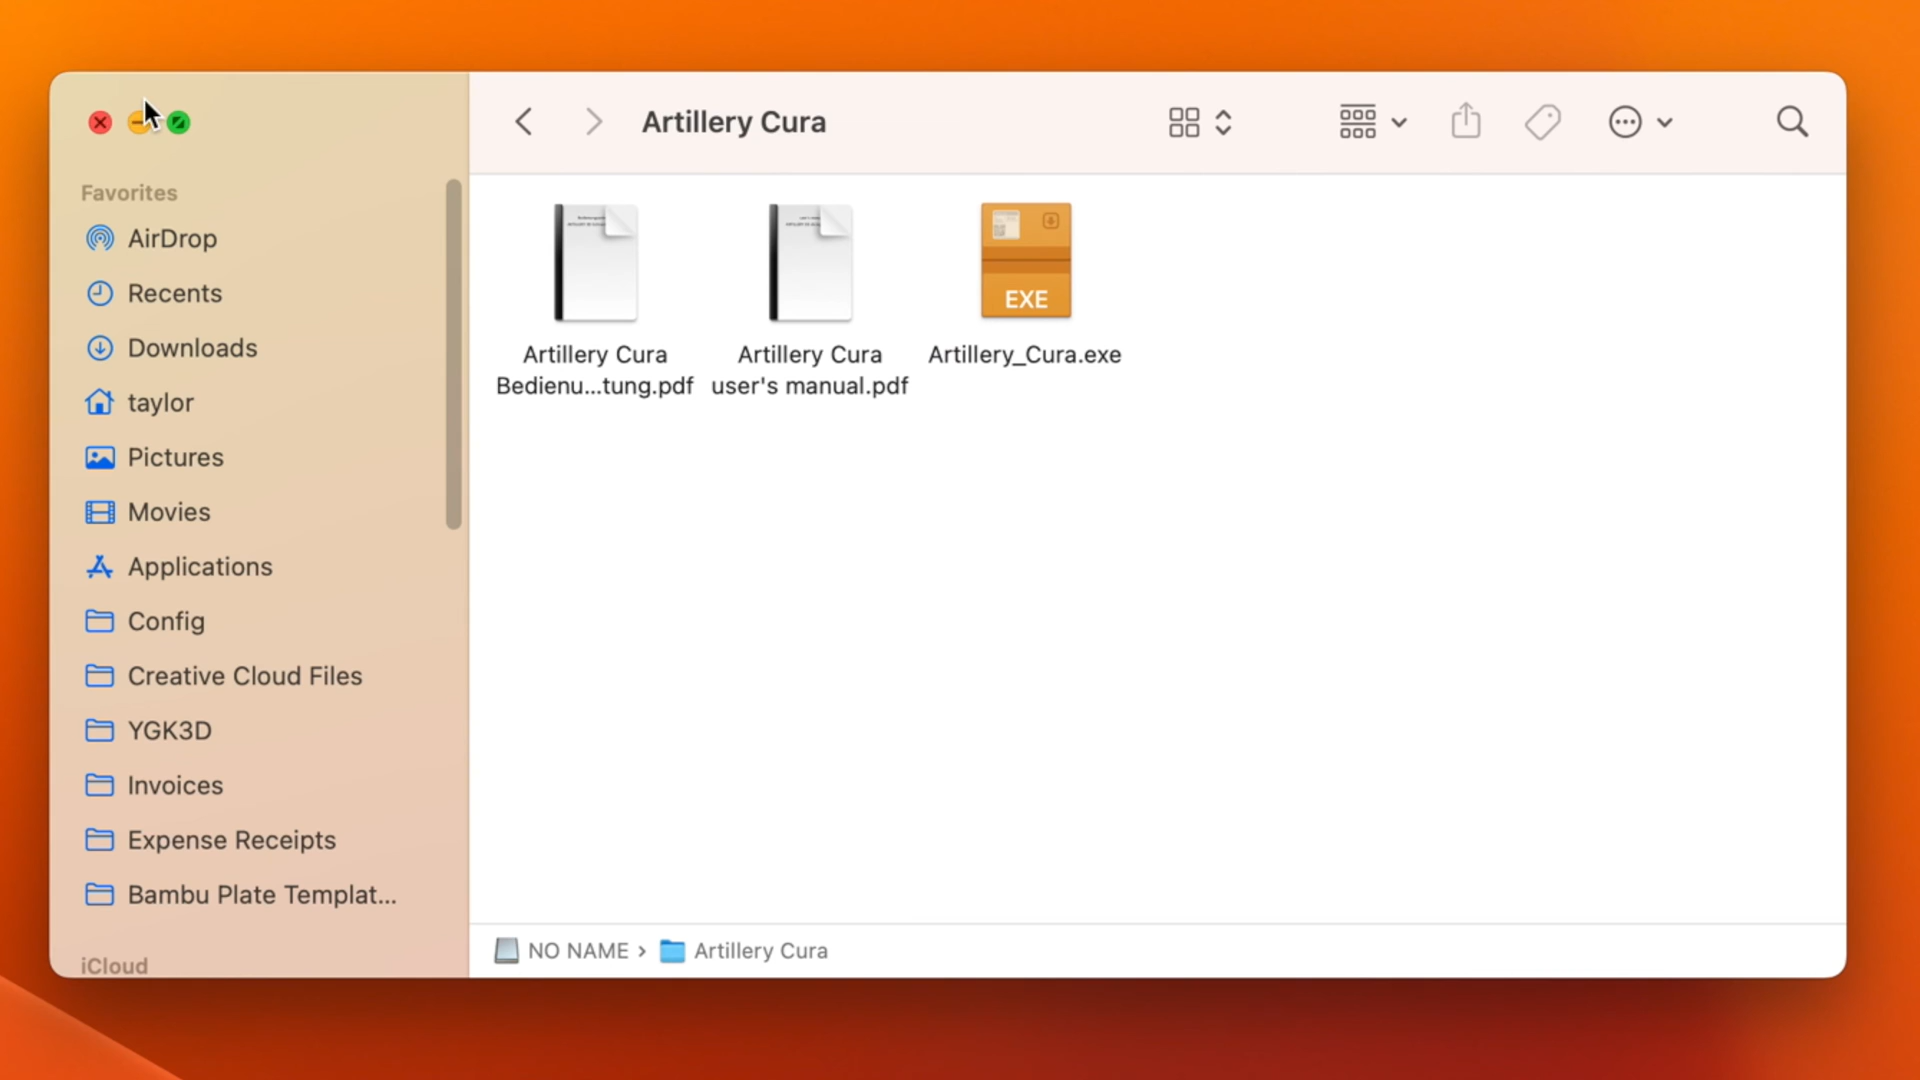 Artillery Cura
Favorites
AirDrop
Recents
Downloads
taylor
Pictures
Movies
Applications
Config
Creative Cloud Files
YGK3D
Invoices
Expense Receipts
Bambu Plate Templat...
iCloud
EXE
Artillery Cura
Bedienu...tung.pdf
Artillery Cura
user's manual.pdf
Artillery_Cura.exe
NO NAME › Artillery Cura